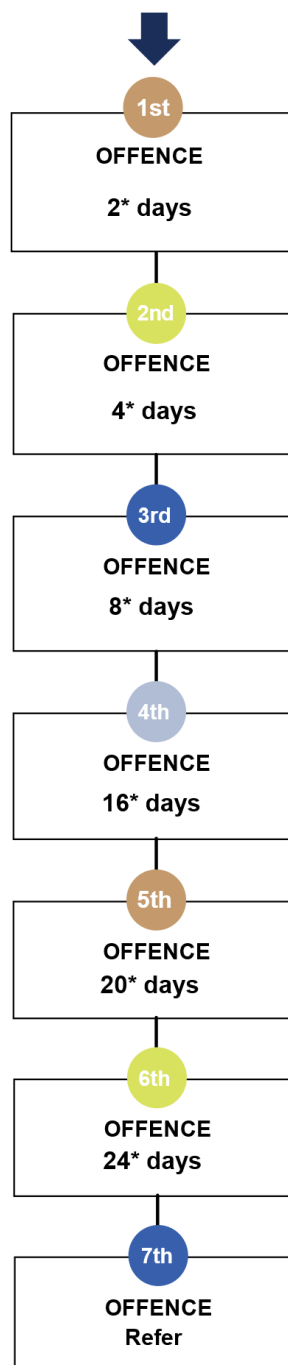 1st
OFFENCE
2* days
2nd
OFFENCE
4* days
3rd
OFFENCE
8* days
4th
OFFENCE
16* days
5th
OFFENCE
20* days
6th
OFFENCE
24* days
7th
OFFENCE
Refer